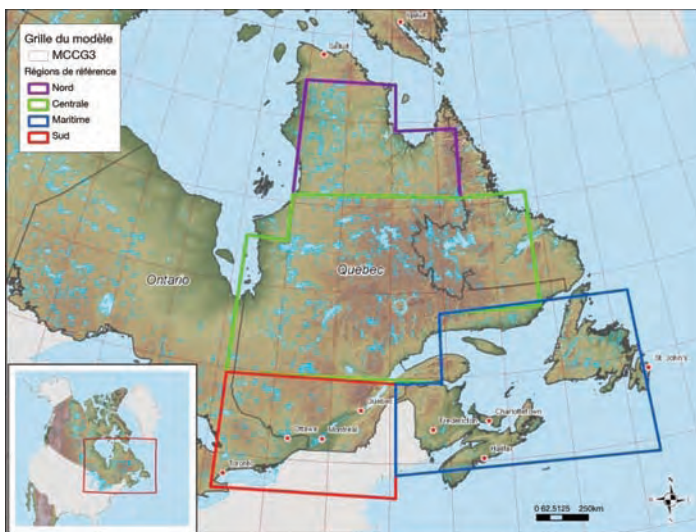 Grille du modèle
MCCG3
Régions de référence
Nord
Centrale
Maritime
Sud
Ontario
Québec
St. John's
Québec
Ottawa
Montréal
Toronto
Fredericton
Charlottetown
Halifax
0 62.5125 250km